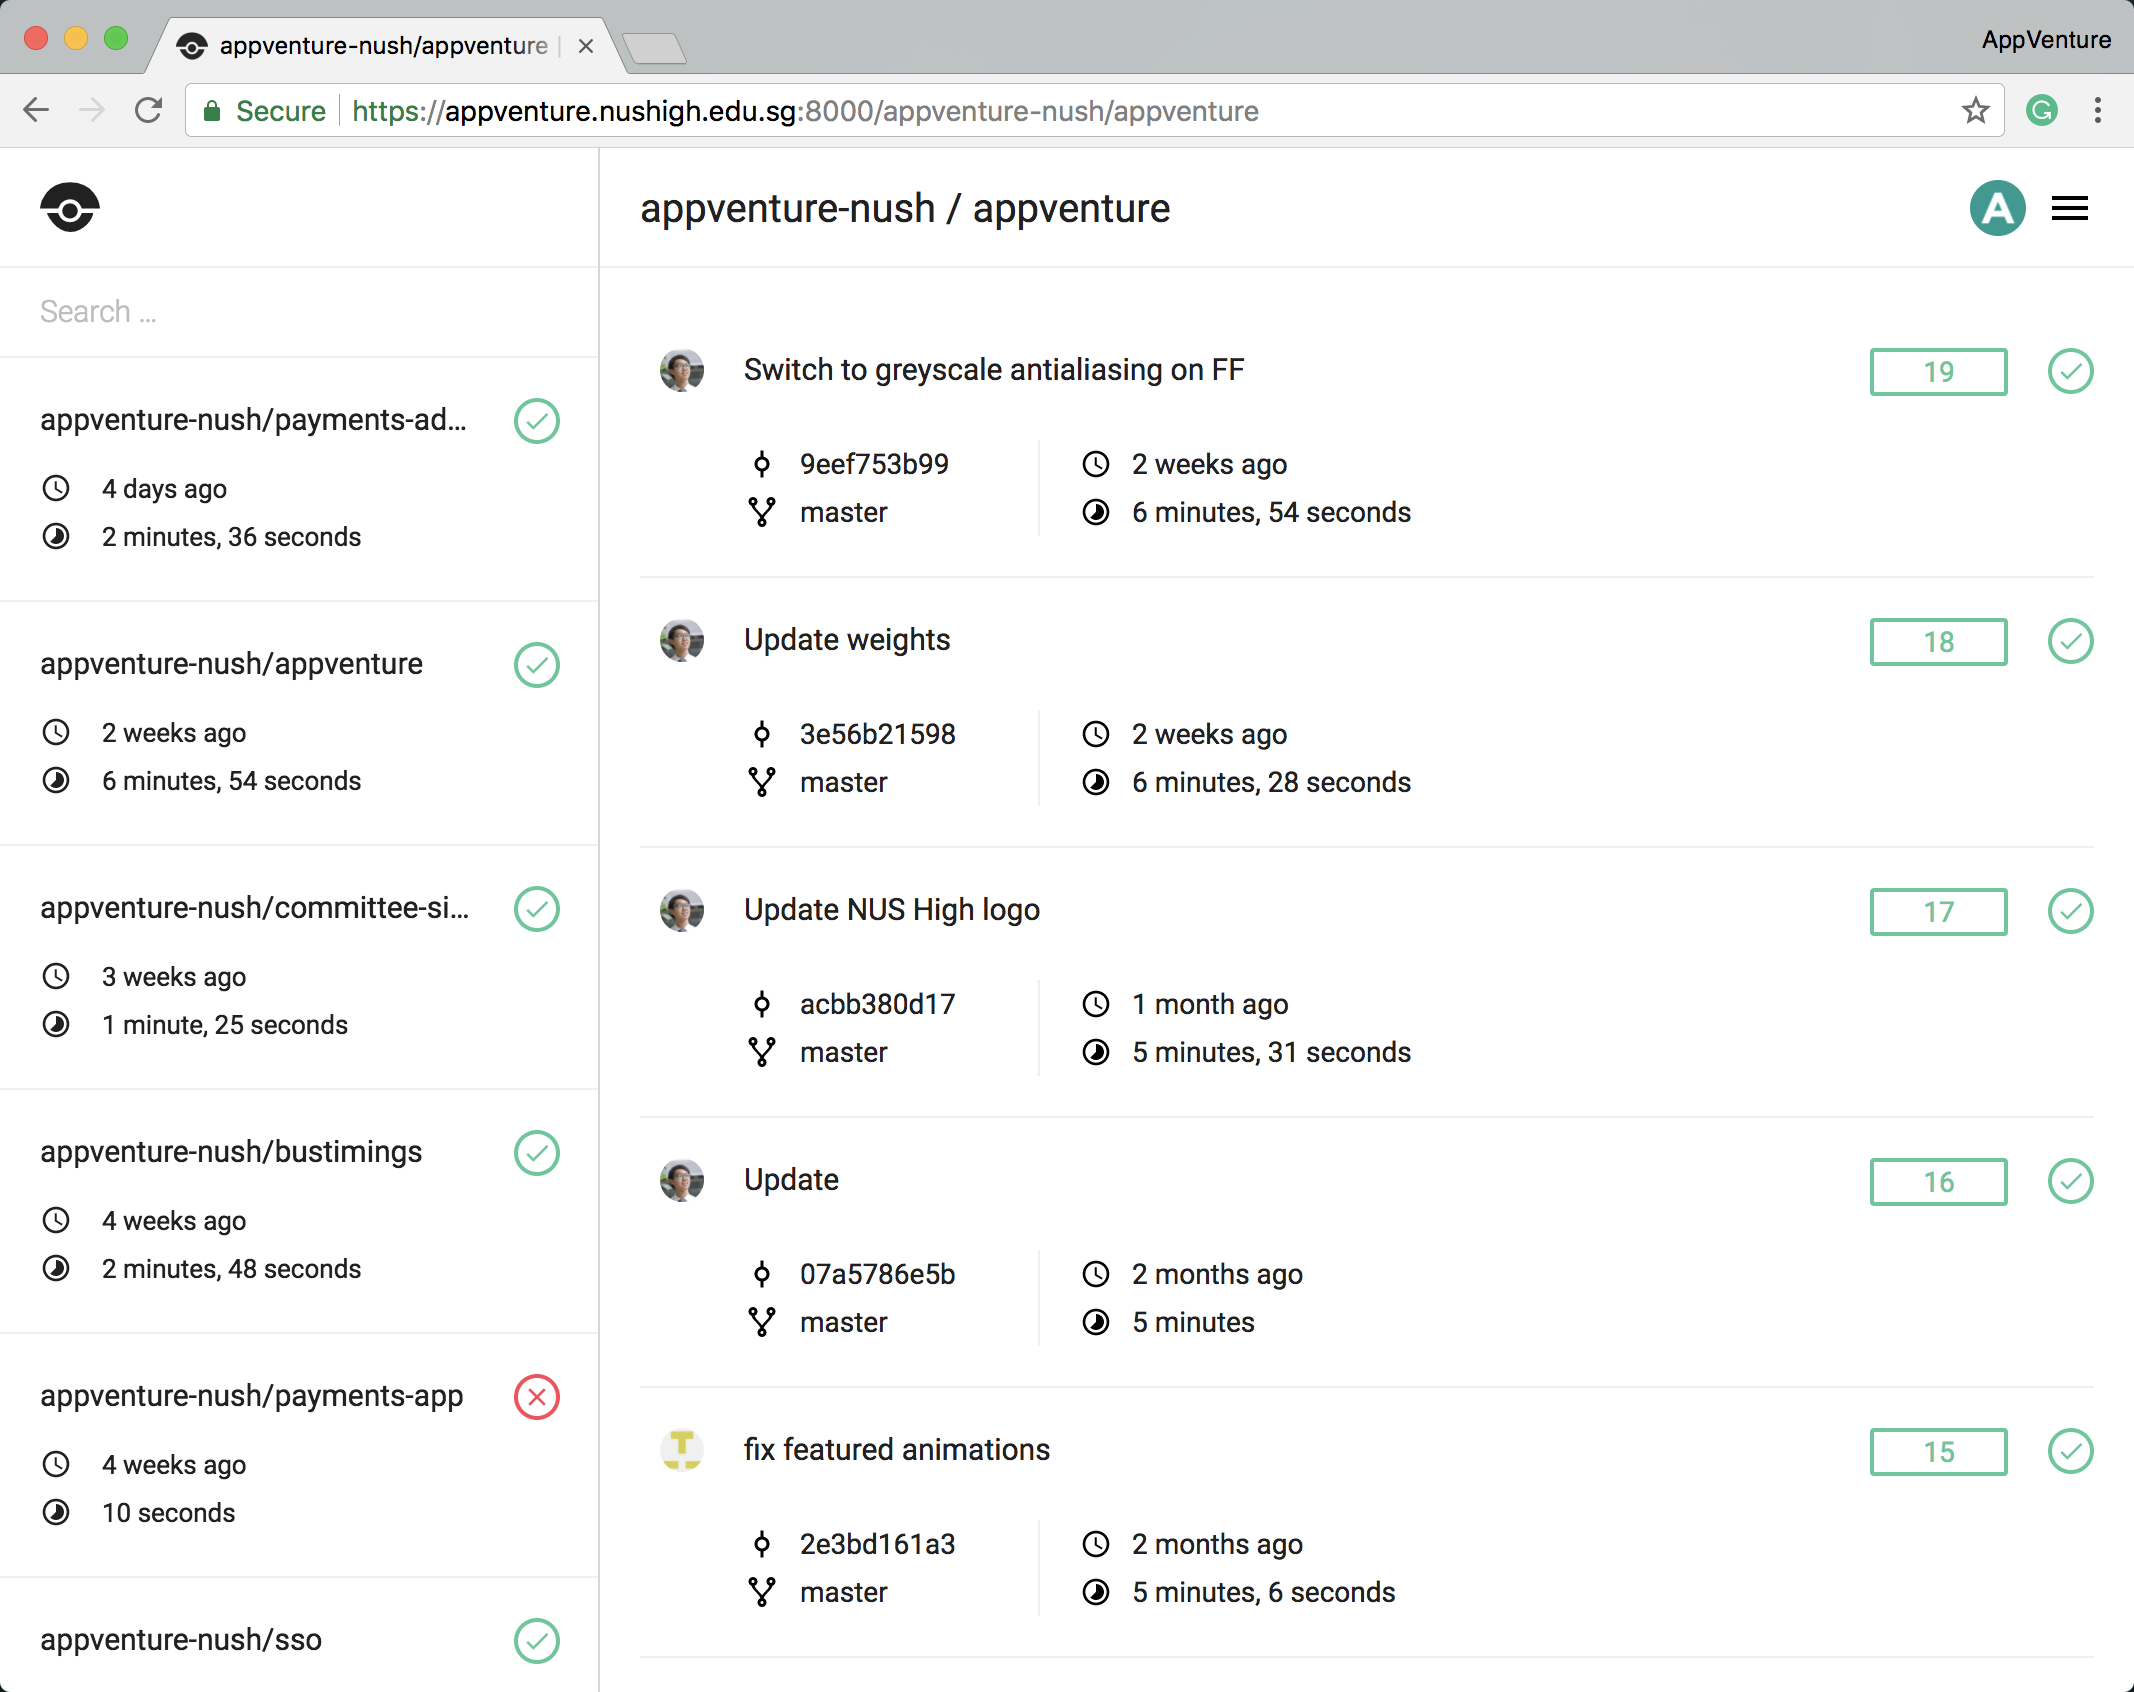 appventure-nush/appventure |
AppVenture
Secure https://appventure.nushigh.edu.sg:8000/appventure-nush/appventure
appventure-nush / appventure
A
Search ...
appventure-nush/payments-ad...
4 days ago
2 minutes, 36 seconds
appventure-nush/appventure
2 weeks ago
6 minutes, 54 seconds
appventure-nush/committee-si...
3 weeks ago
1 minute, 25 seconds
appventure-nush/bustimings
4 weeks ago
2 minutes, 48 seconds
appventure-nush/payments-app
4 weeks ago
10 seconds
appventure-nush/sso
Switch to greyscale antialiasing on FF 19
9eef753b99 2 weeks ago
master 6 minutes, 54 seconds
Update weights 18
3e56b21598 2 weeks ago
master 6 minutes, 28 seconds
Update NUS High logo 17
acbb380d17 1 month ago
master 5 minutes, 31 seconds
Update 16
07a5786e5b 2 months ago
master 5 minutes
fix featured animations 15
2e3bd161a3 2 months ago
master 5 minutes, 6 seconds